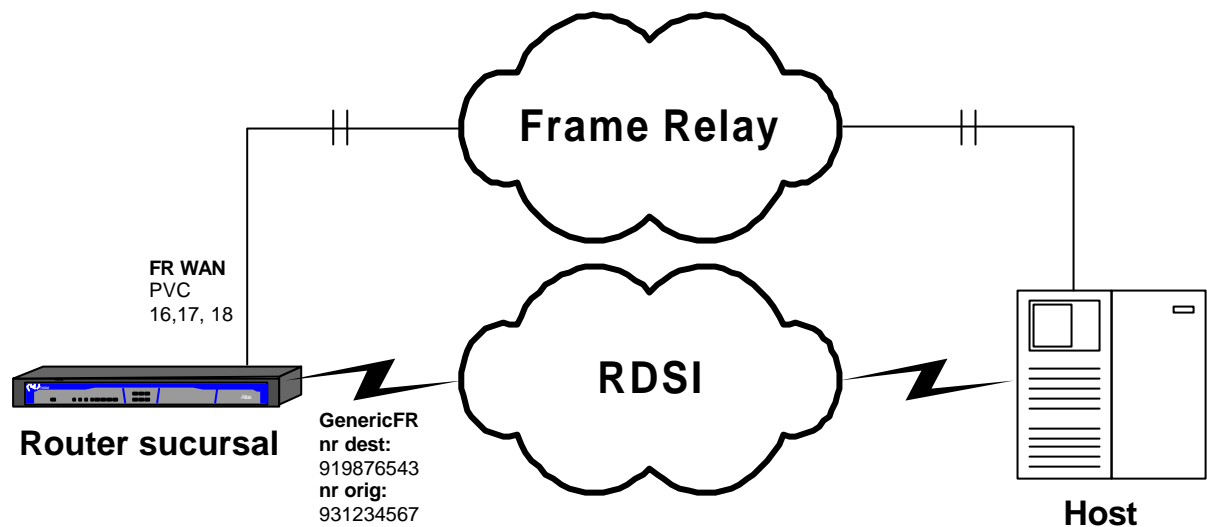 Frame Relay
FR WAN
PVC
16,17, 18
RDSI
Router sucursal
GenericFR
nr dest:
919876543
nr orig:
931234567
Host